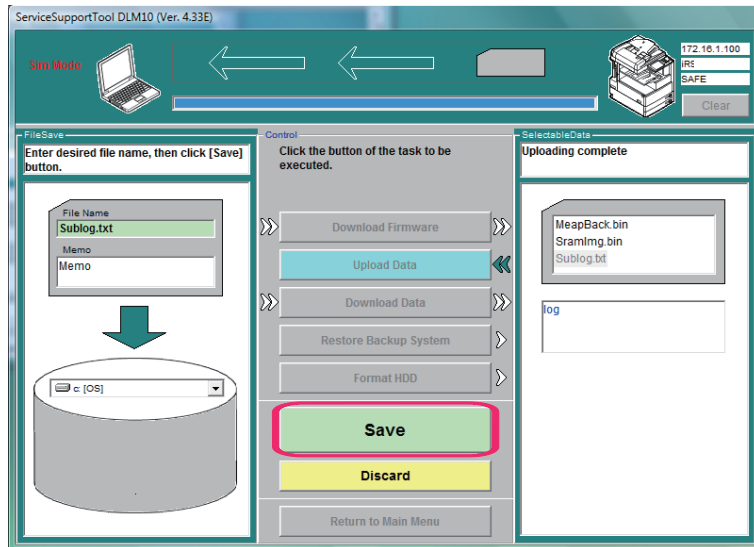 ServiceSupportTool DLM10 (Ver. 4.33E)
Sim Mode
172.16.1.100
iRS
SAFE
Clear
FileSave
Enter desired file name, then click [Save]
button.
File Name
Sublog.txt
Memo
Memo
c: [OS]
Control
Click the button of the task to be
executed.
Download Firmware
Upload Data
Download Data
Restore Backup System
Format HDD
Save
Discard
Return to Main Menu
SelectableData
Uploading complete
MeapBack.bin
SramImg.bin
Sublog.txt
log